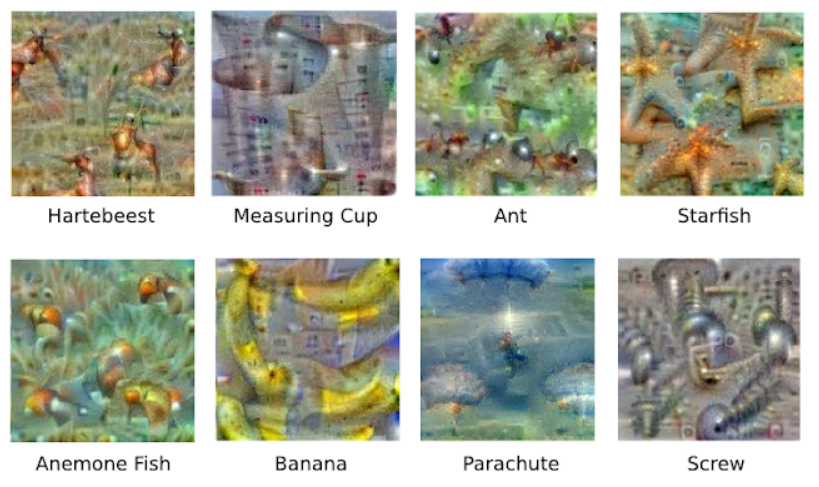 Hartebeest
Measuring Cup
Ant
Starfish
Anemone Fish
Banana
Parachute
Screw